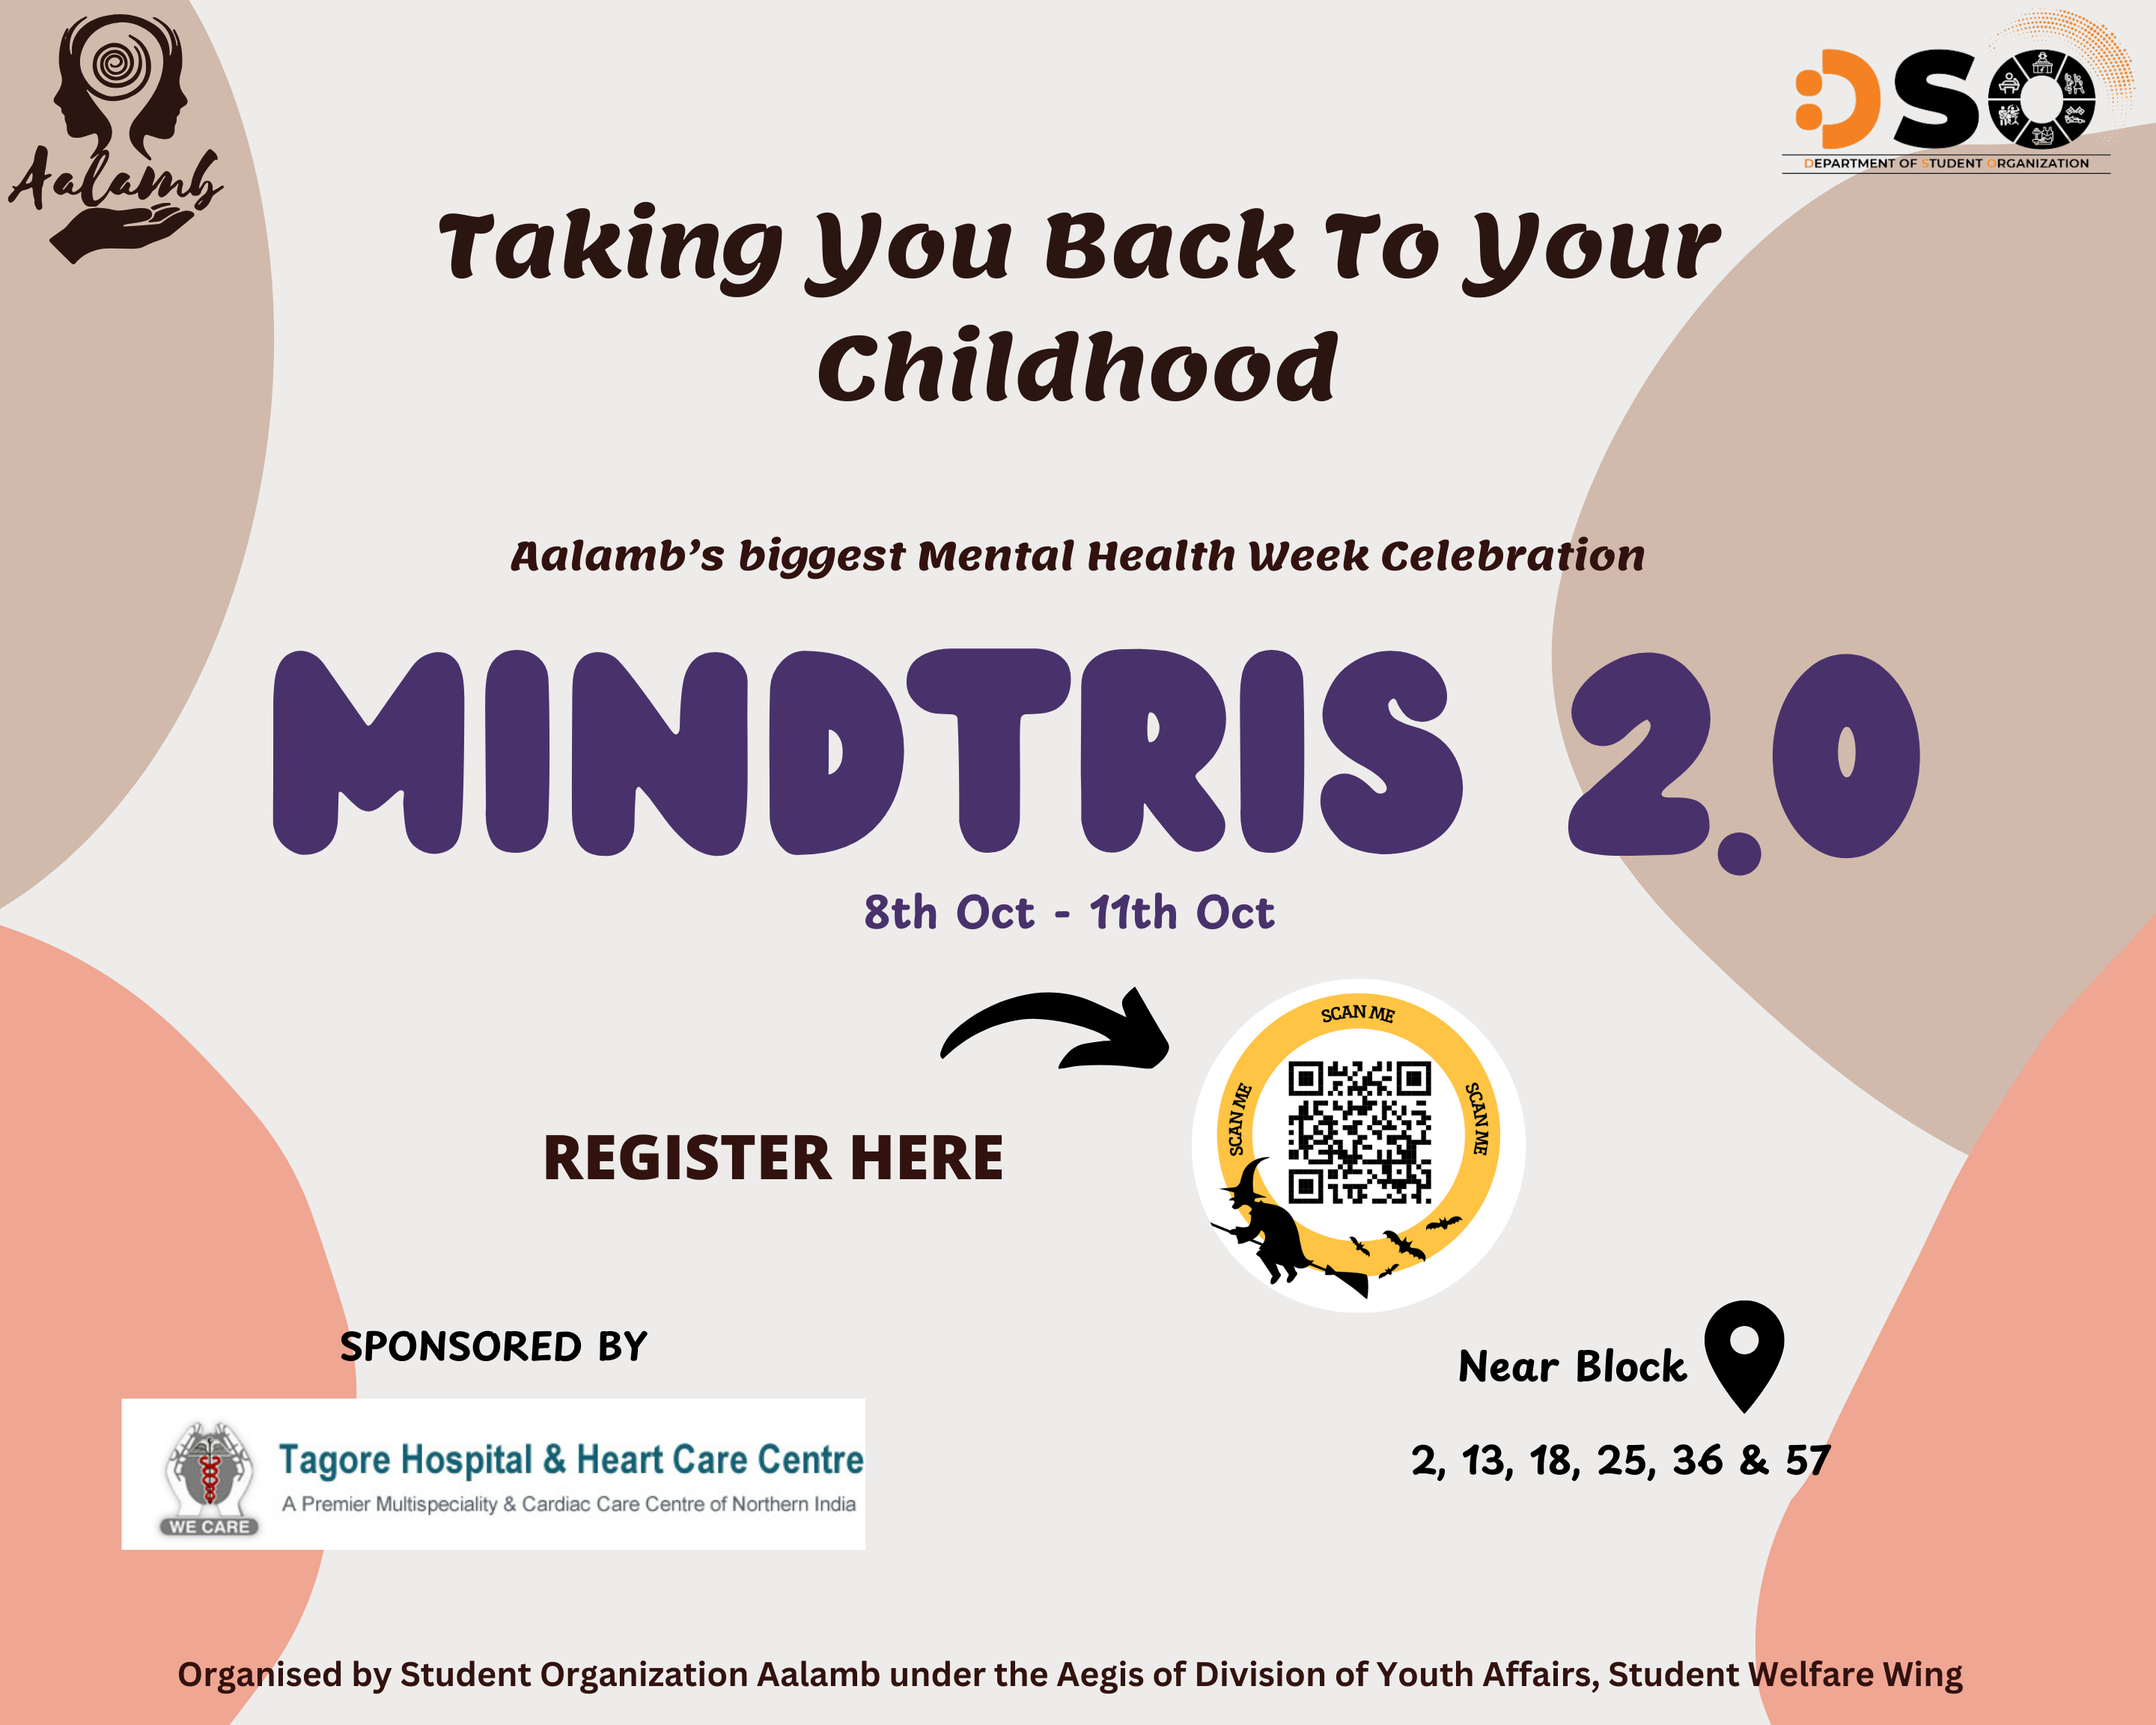 Aalamb
DSO
DEPARTMENT OF STUDENT ORGANIZATION
Taking You Back To Your
Childhood
Aalamb's biggest Mental Health Week Celebration
MINDTRIS 2.0
8th Oct - 11th Oct
SCAN ME
SCAN ME
SCAN ME
REGISTER HERE
SPONSORED BY
Tagore Hospital & Heart Care Centre
A Premier Multispeciality & Cardiac Care Centre of Northern India
WE CARE
Near Block
2, 13, 18, 25, 36 & 57
Organised by Student Organization Aalamb under the Aegis of Division of Youth Affairs, Student Welfare Wing